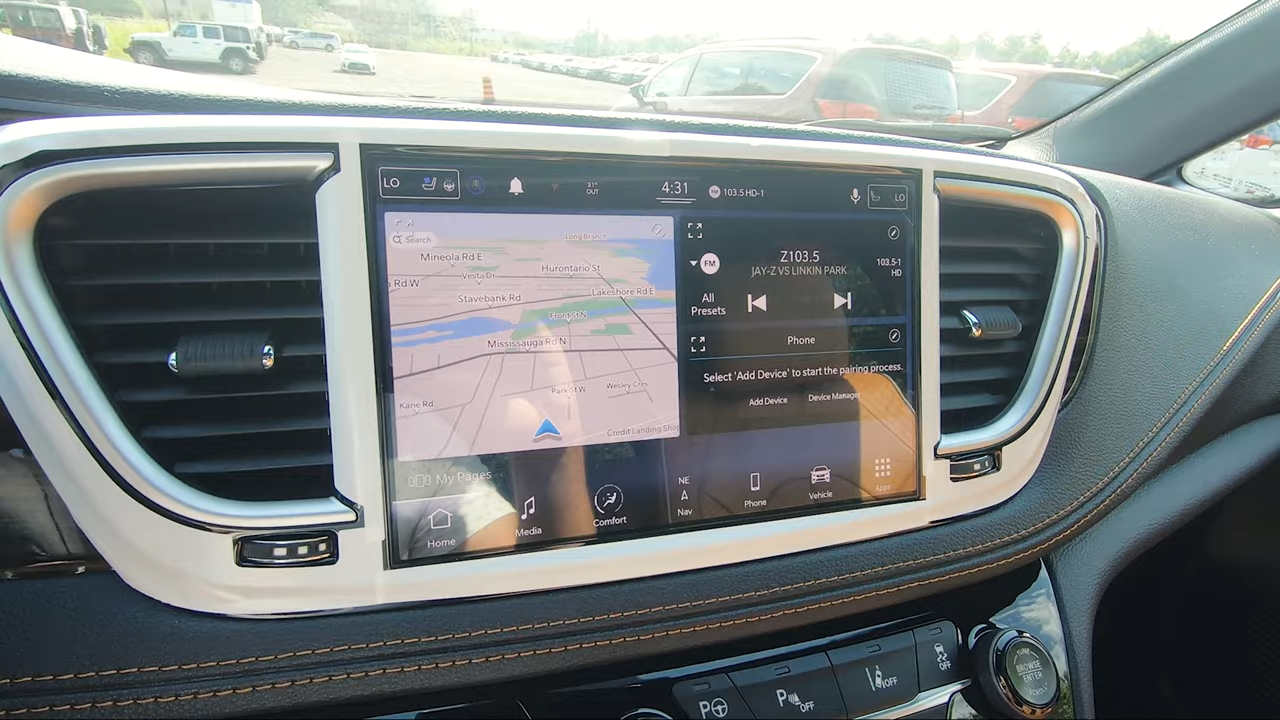 LO
31°
OUT
4:31
FM
103.5 HD-1
LO
Search
Long Branch
Mineola Rd E
n Rd W
Vesta Dr
Hurontario St
Stavebank Rd
Lakeshore Rd E
Front St N
Mississauga Rd N
Park St W
Wesley Cres
Kane Rd
Credit Landing Shop
FM
Z103.5
JAY-Z VS LINKIN PARK
103.5-1
HD
All
Presets
Phone
Select 'Add Device' to start the pairing process.
Add Device
Device Manager
My Pages
Home
Media
Comfort
NE
Nav
Phone
Vehicle
Apps
P
P OFF
OFF
OFF
BROWSE
ENTER